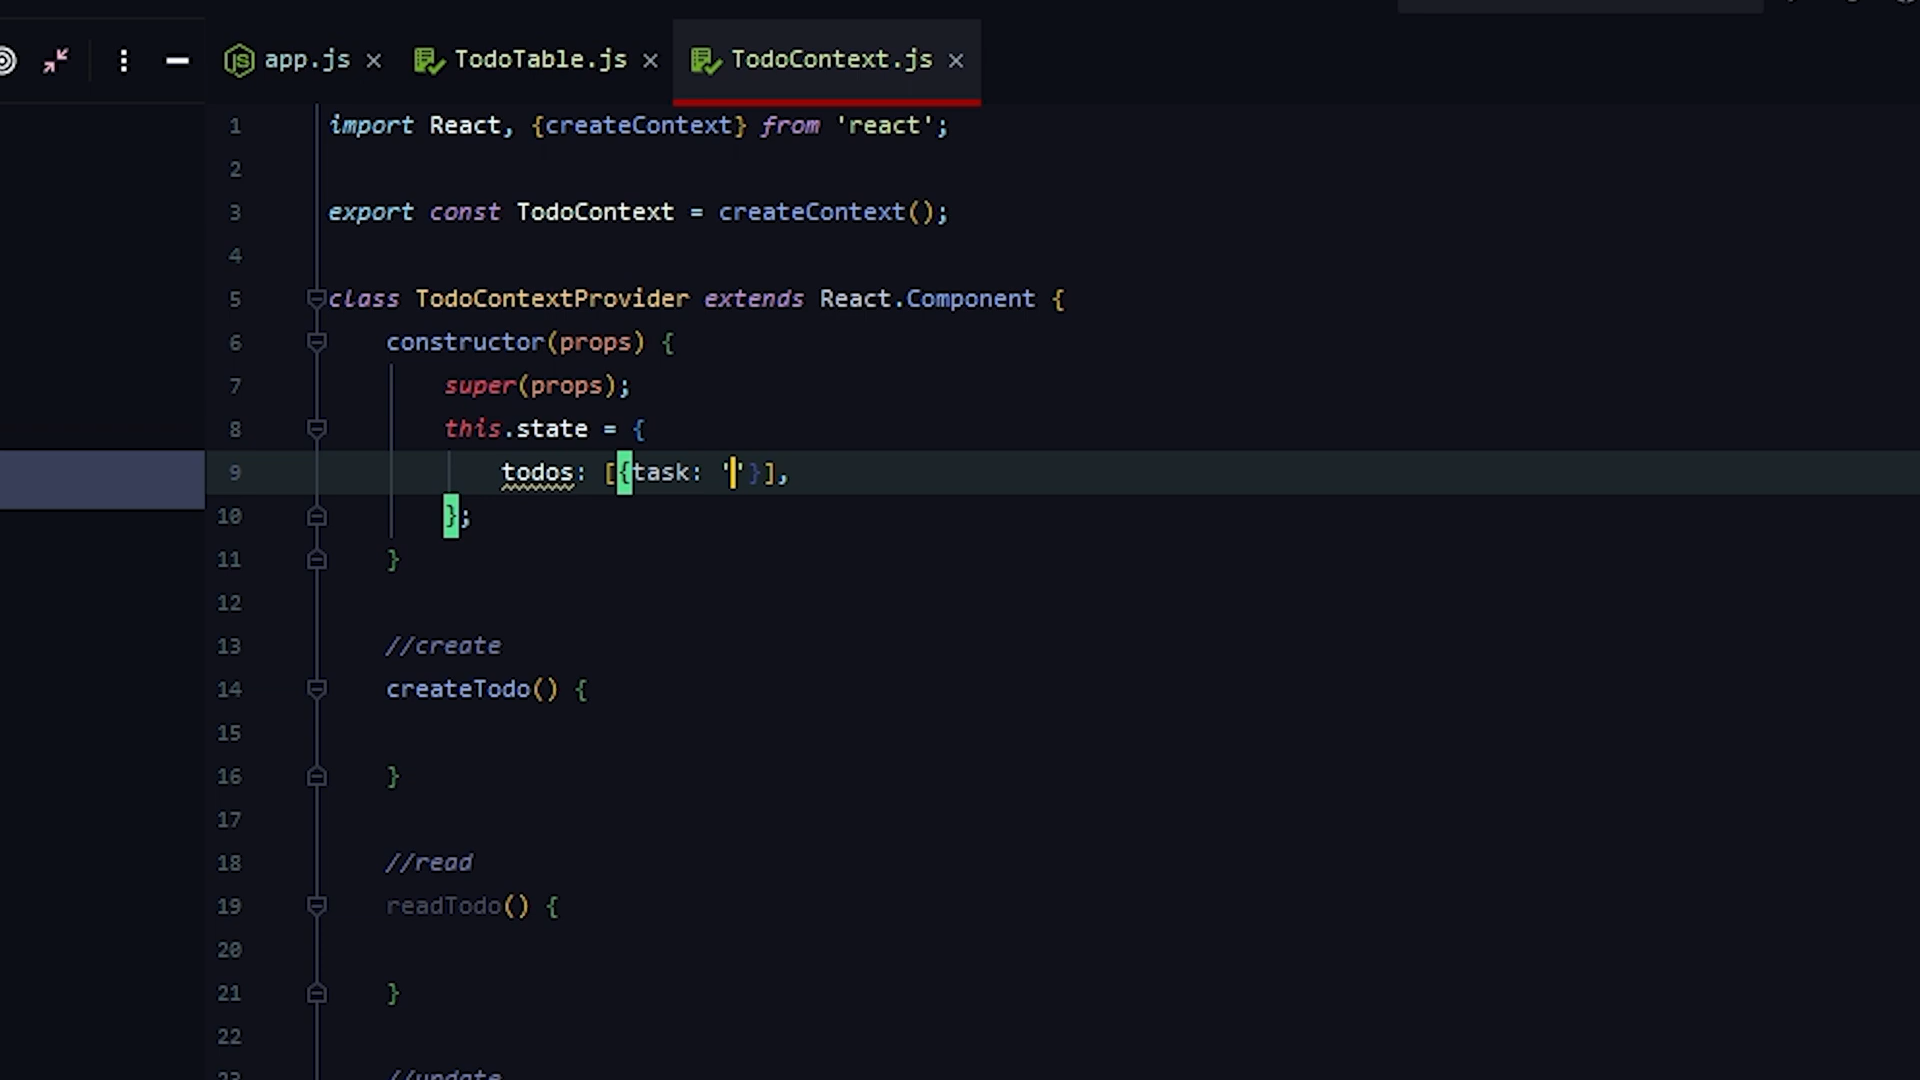 app.js × TodoTable.js × TodoContext.js ×
1 import React, {createContext} from 'react';
2
3 export const TodoContext = createContext();
4
5 class TodoContextProvider extends React.Component {
6 constructor(props) {
7 super(props);
8 this.state = {
9 todos: [{task: ''}],
10 };
11 }
12
13 //create
14 createTodo() {
15
16 }
17
18 //read
19 readTodo() {
20
21 }
22
23 //update